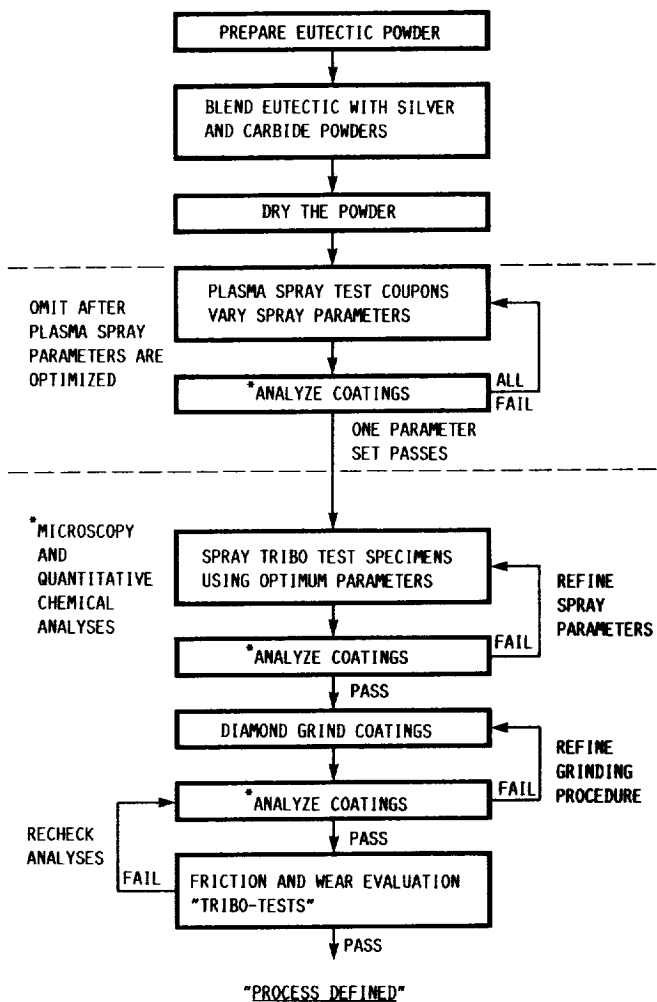 PREPARE EUTECTIC POWDER
BLEND EUTECTIC WITH SILVER
AND CARBIDE POWDERS
DRY THE POWDER
OMIT AFTER
PLASMA SPRAY
PARAMETERS ARE
OPTIMIZED
PLASMA SPRAY TEST COUPONS
VARY SPRAY PARAMETERS
*ANALYZE COATINGS
ALL
FAIL
ONE PARAMETER
SET PASSES
*MICROSCOPY
AND
QUANTITATIVE
CHEMICAL
ANALYSES
SPRAY TRIBO TEST SPECIMENS
USING OPTIMUM PARAMETERS
REFINE
SPRAY
PARAMETERS
*ANALYZE COATINGS
FAIL
PASS
DIAMOND GRIND COATINGS
REFINE
GRINDING
PROCEDURE
*ANALYZE COATINGS
FAIL
PASS
RECHECK
ANALYSES
FAIL
FRICTION AND WEAR EVALUATION
"TRIBO-TESTS"
PASS
"PROCESS DEFINED"